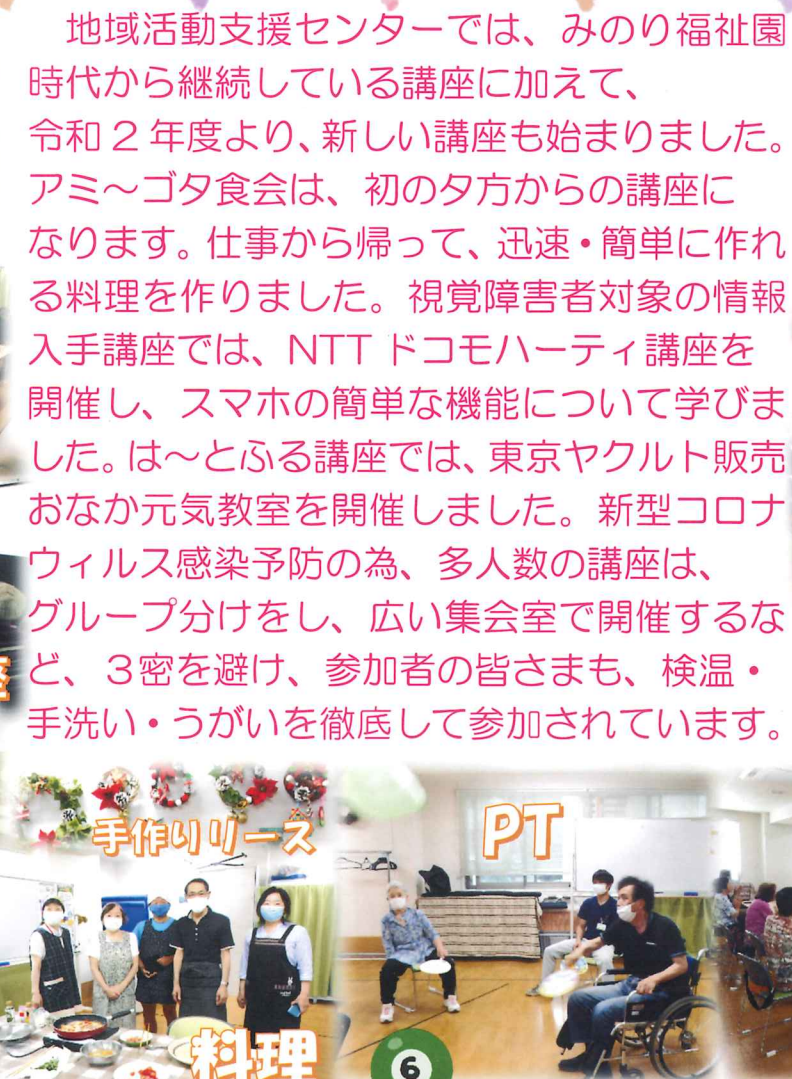 地域活動支援センターでは、みのり福祉園
時代から継続している講座に加えて、
令和2年度より、新しい講座も始まりました。
アミ〜ゴタ食会は、初の夕方からの講座に
なります。仕事から帰って、迅速・簡単に作れ
る料理を作りました。視覚障害者対象の情報
入手講座では、NTTドコモハーティ講座を
開催し、スマホの簡単な機能について学びま
した。は〜とふる講座では、東京ヤクルト販売
おなか元気教室を開催しました。新型コロナ
ウィルス感染予防の為、多人数の講座は、
グループ分けをし、広い集会室で開催するな
ど、3密を避け、参加者の皆さまも、検温・
手洗い・うがいを徹底して参加されています。
手作りリース
PT
料理
6